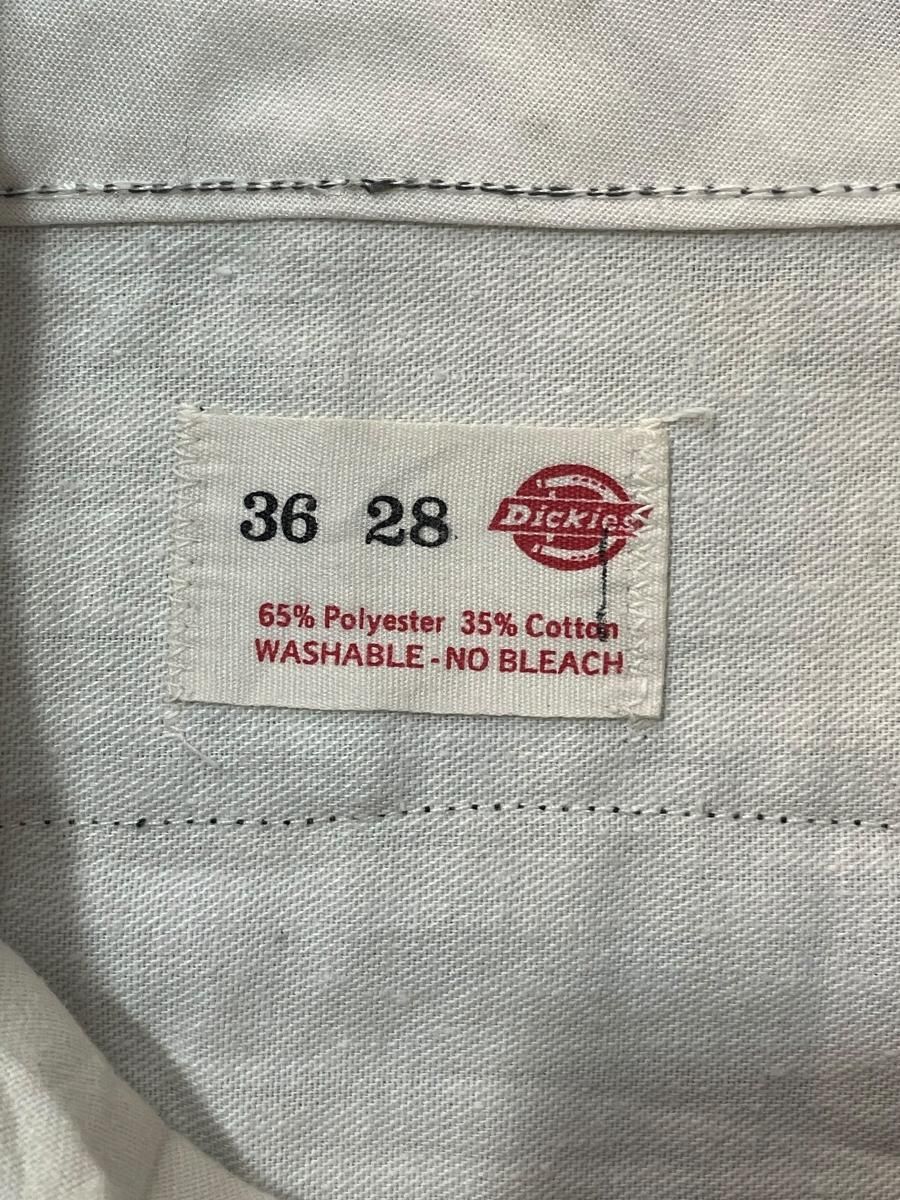 36 28 Dickies
65% Polyester 35% Cotton
WASHABLE - NO BLEACH